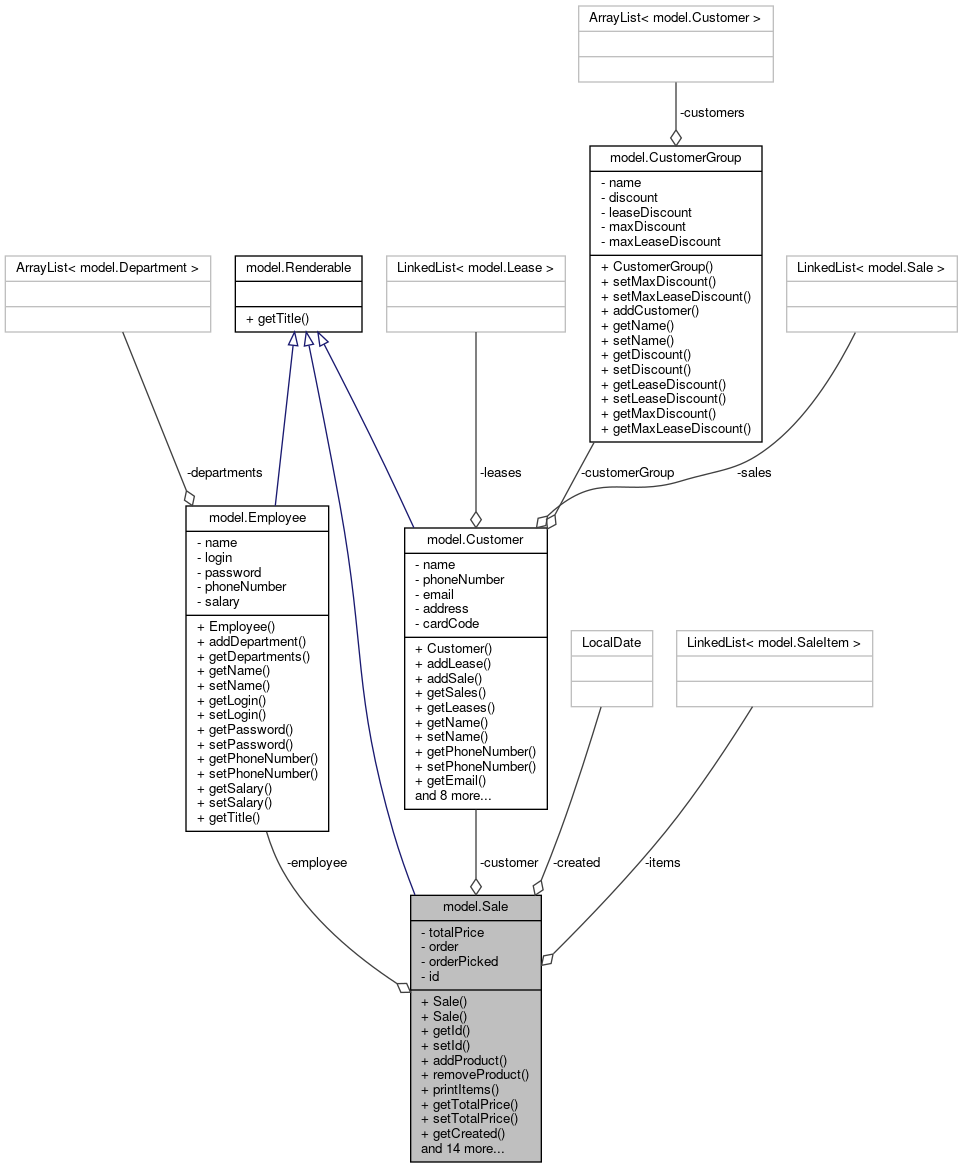 ArrayList< model.Customer >
-customers
model.CustomerGroup
- name
- discount
- leaseDiscount
- maxDiscount
- maxLeaseDiscount
+ CustomerGroup()
+ setMaxDiscount()
+ setMaxLeaseDiscount()
+ addCustomer()
+ getName()
+ setName()
+ getDiscount()
+ setDiscount()
+ getLeaseDiscount()
+ setLeaseDiscount()
+ getMaxDiscount()
+ getMaxLeaseDiscount()
ArrayList< model.Department >
model.Renderable
+ getTitle()
LinkedList< model.Lease >
LinkedList< model.Sale >
-departments
-leases
-customerGroup
-sales
model.Employee
- name
- login
- password
- phoneNumber
- salary
+ Employee()
+ addDepartment()
+ getDepartments()
+ getName()
+ setName()
+ getLogin()
+ setLogin()
+ getPassword()
+ setPassword()
+ getPhoneNumber()
+ setPhoneNumber()
+ getSalary()
+ setSalary()
+ getTitle()
model.Customer
- name
- phoneNumber
- email
- address
- cardCode
+ Customer()
+ addLease()
+ addSale()
+ getSales()
+ getLeases()
+ getName()
+ setName()
+ getPhoneNumber()
+ setPhoneNumber()
+ getEmail()
and 8 more...
LocalDate
LinkedList< model.SaleItem >
-employee
-customer
-created
-items
model.Sale
- totalPrice
- order
- orderPicked
- id
+ Sale()
+ Sale()
+ getId()
+ setId()
+ addProduct()
+ removeProduct()
+ printItems()
+ getTotalPrice()
+ setTotalPrice()
+ getCreated()
and 14 more...